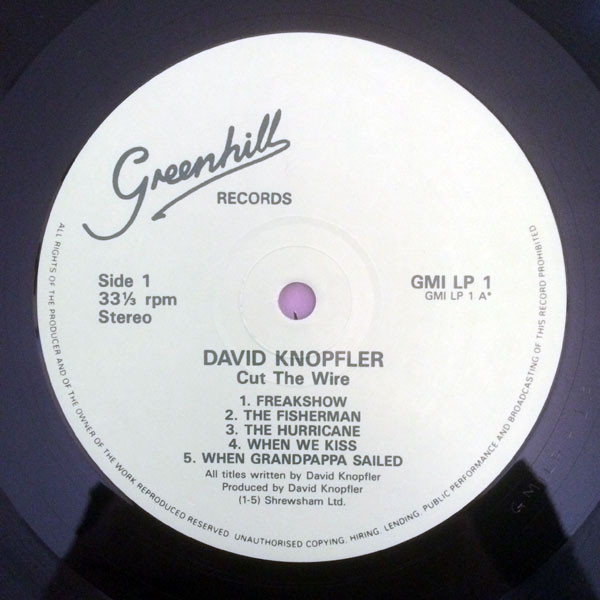 Greenhill
RECORDS
Side 1
33⅓ rpm
Stereo
GMI LP 1
GMI LP 1 A*
DAVID KNOPFLER
Cut The Wire
1. FREAKSHOW
2. THE FISHERMAN
3. THE HURRICANE
4. WHEN WE KISS
5. WHEN GRANDPAPPA SAILED
All titles written by David Knopfler
Produced by David Knopfler
(1-5) Shrewsham Ltd.
ALL RIGHTS OF THE PRODUCER AND OF THE OWNER OF THE WORK REPRODUCED RESERVED. UNAUTHORISED COPYING, HIRING, LENDING, PUBLIC PERFORMANCE AND BROADCASTING OF THIS RECORD PROHIBITED